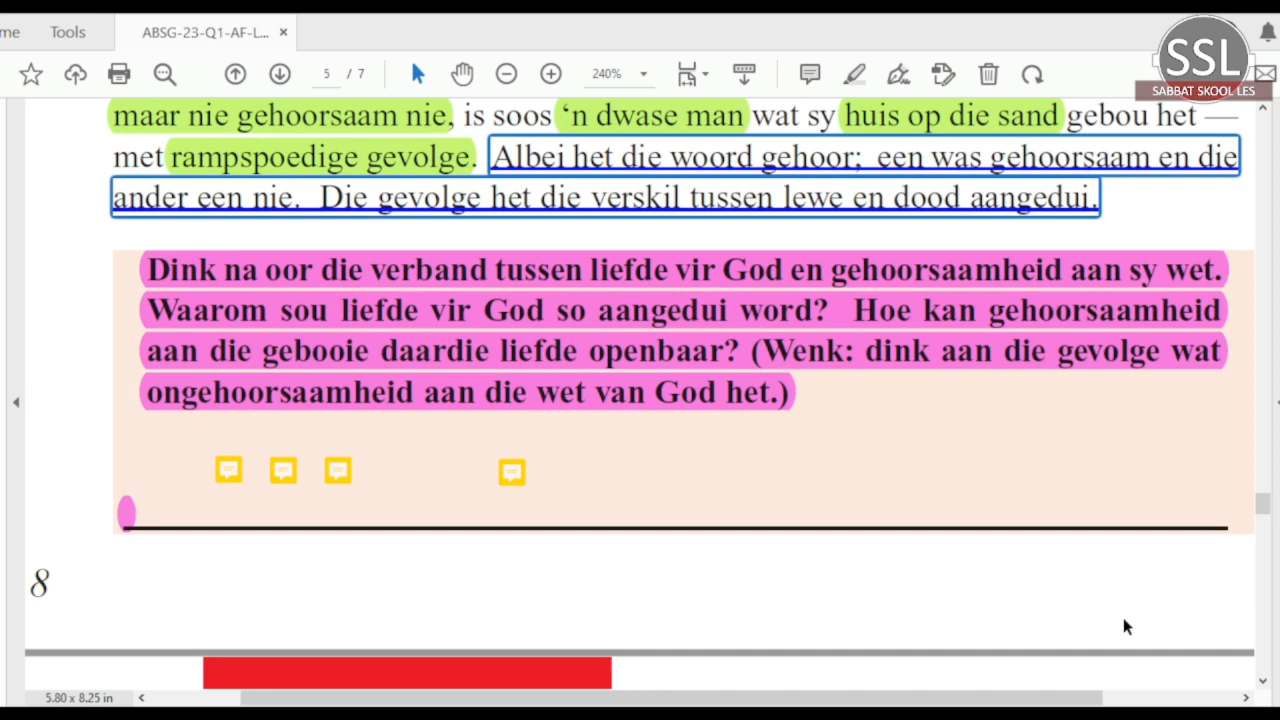 me Tools ABSG-23-Q1-AF-L... ×
SSL
SABBAT SKOOL LES
5 / 7 240%
maar nie gehoorsaam nie, is soos ‘n dwase man wat sy huis op die sand gebou het —
met rampspoedige gevolge. Albei het die woord gehoor; een was gehoorsaam en die
ander een nie. Die gevolge het die verskil tussen lewe en dood aangedui.
Dink na oor die verband tussen liefde vir God en gehoorsaamheid aan sy wet.
Waarom sou liefde vir God so aangedui word? Hoe kan gehoorsaamheid
aan die gebooie daardie liefde openbaar? (Wenk: dink aan die gevolge wat
ongehoorsaamheid aan die wet van God het.)
8
5.80 x 8.25 in